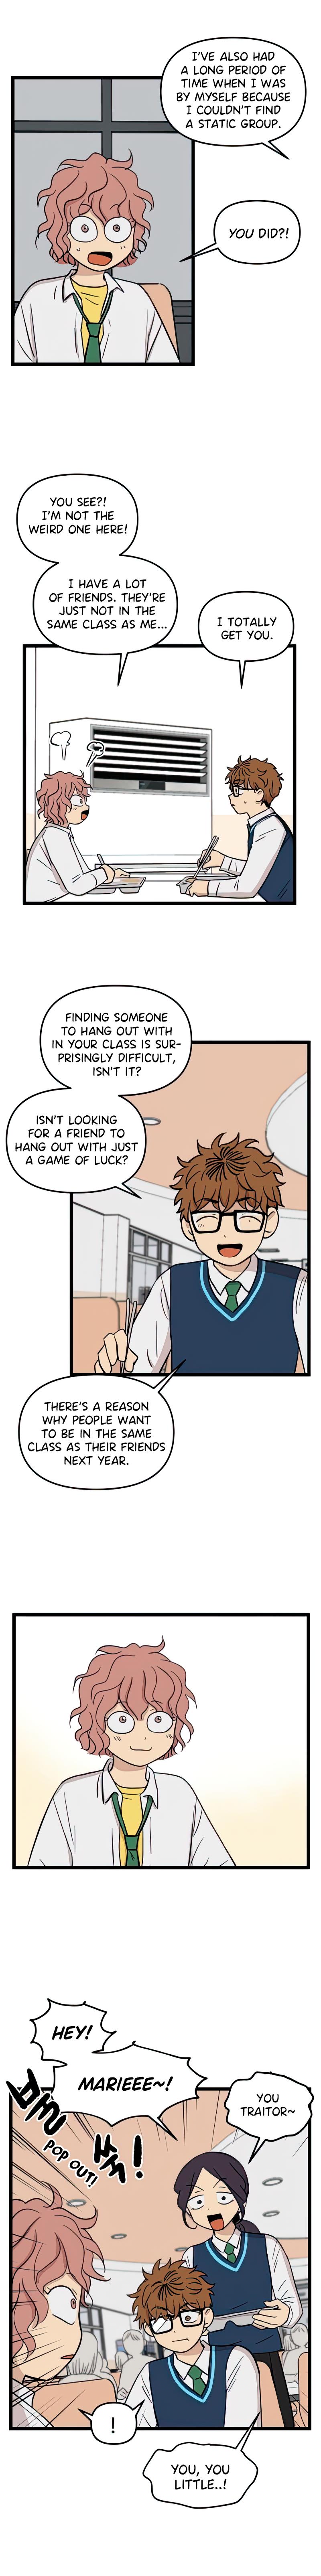 I'VE ALSO HAD
A LONG PERIOD OF
TIME WHEN I WAS
BY MYSELF BECAUSE
I COULDN'T FIND
A STATIC GROUP.
YOU DID?!
YOU SEE?!
I'M NOT THE
WEIRD ONE HERE!
I HAVE A LOT
OF FRIENDS. THEY'RE
JUST NOT IN THE
SAME CLASS AS ME...
I TOTALLY
GET YOU.
FINDING SOMEONE
TO HANG OUT WITH
IN YOUR CLASS IS SUR-
PRISINGLY DIFFICULT,
ISN'T IT?
ISN'T LOOKING
FOR A FRIEND TO
HANG OUT WITH JUST
A GAME OF LUCK?
THERE'S A REASON
WHY PEOPLE WANT
TO BE IN THE SAME
CLASS AS THEIR FRIENDS
NEXT YEAR.
HEY!
MARIEEE~!
YOU
TRAITOR~
POP OUT!
!
YOU, YOU
LITTLE..!